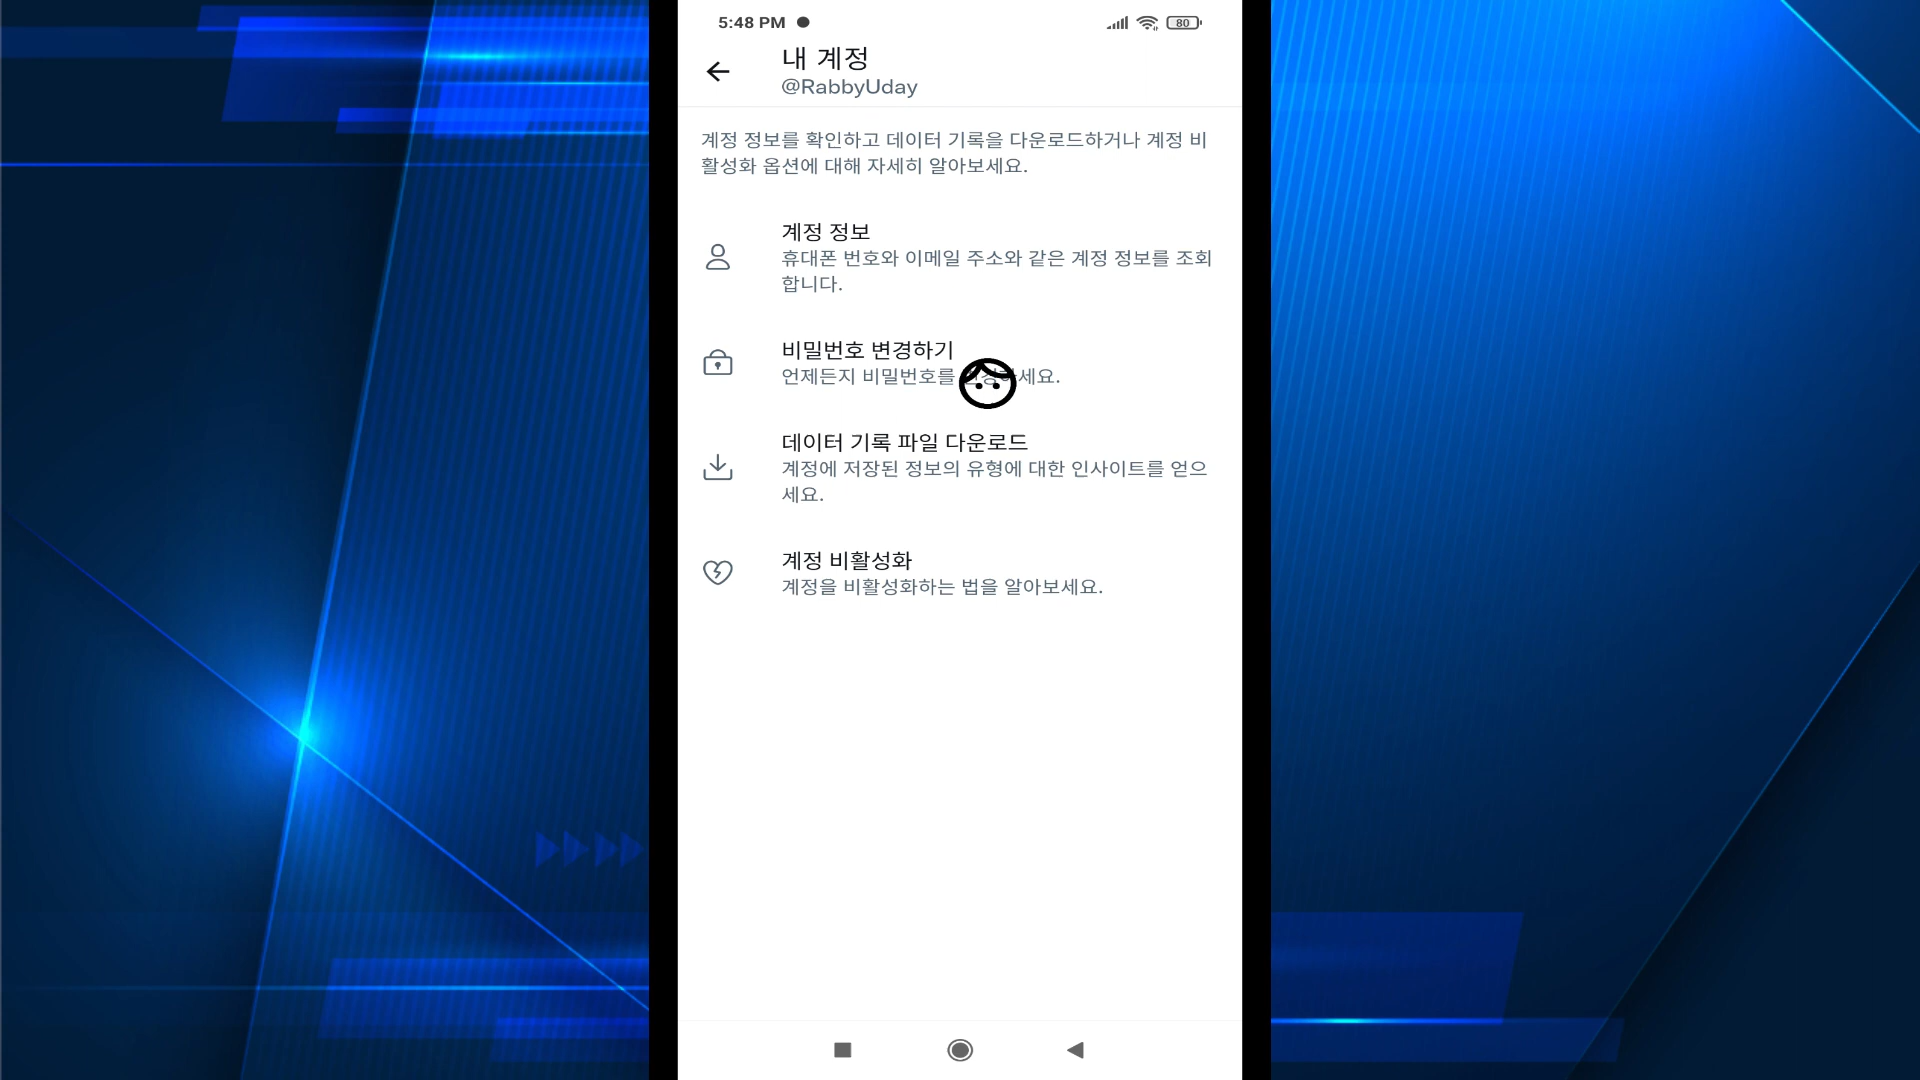 5:48 PM
80
내 계정
@RabbyUday
계정 정보를 확인하고 데이터 기록을 다운로드하거나 계정 비
활성화 옵션에 대해 자세히 알아보세요.
계정 정보
휴대폰 번호와 이메일 주소와 같은 계정 정보를 조회
합니다.
비밀번호 변경하기
언제든지 비밀번호를
데이터 기록 파일 다운로드
계정에 저장된 정보의 유형에 대한 인사이트를 얻으
세요.
계정 비활성화
계정을 비활성화하는 법을 알아보세요.